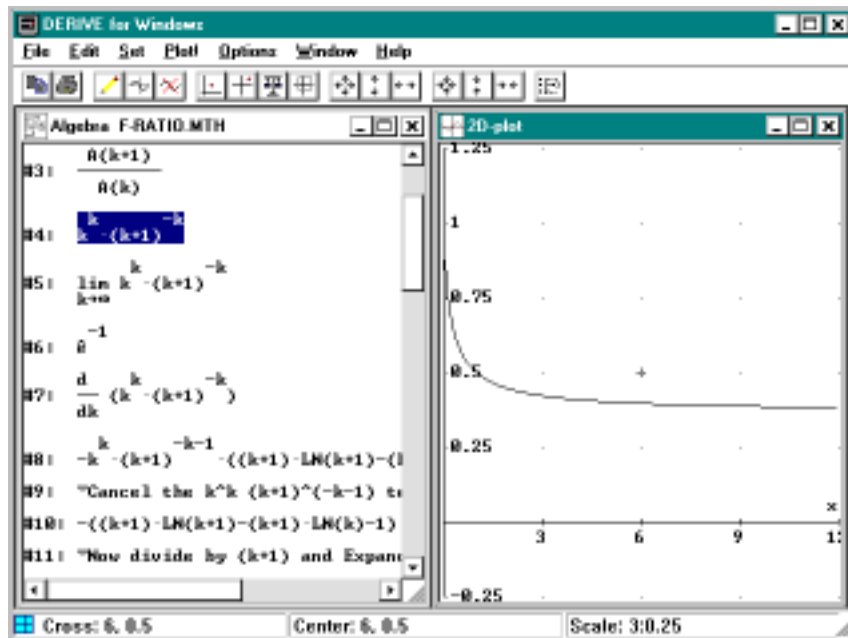 DERIVE for Windows
File Edit Set Plot! Options Window Help
Algebra F-RATIO.MTH
#3: A(k+1)
A(k)
#4: k^k·(k+1)^-k
#5: lim k^k·(k+1)^-k
k→∞
#6: ê^-1
#7: d/dk (k^k·(k+1)^-k)
#8: -k^k·(k+1)^-k-1·((k+1)·LN(k+1)-(
#9: "Cancel the k^k (k+1)^(-k-1)
#10: -((k+1)·LN(k+1)-(k+1)·LN(k)-1)
#11: "Now divide by (k+1) and
2D-plot
1.25
1
0.75
0.5
0.25
x
3 6 9
-0.25
Cross: 6, 0.5 Center: 6, 0.5 Scale: 3:0.25